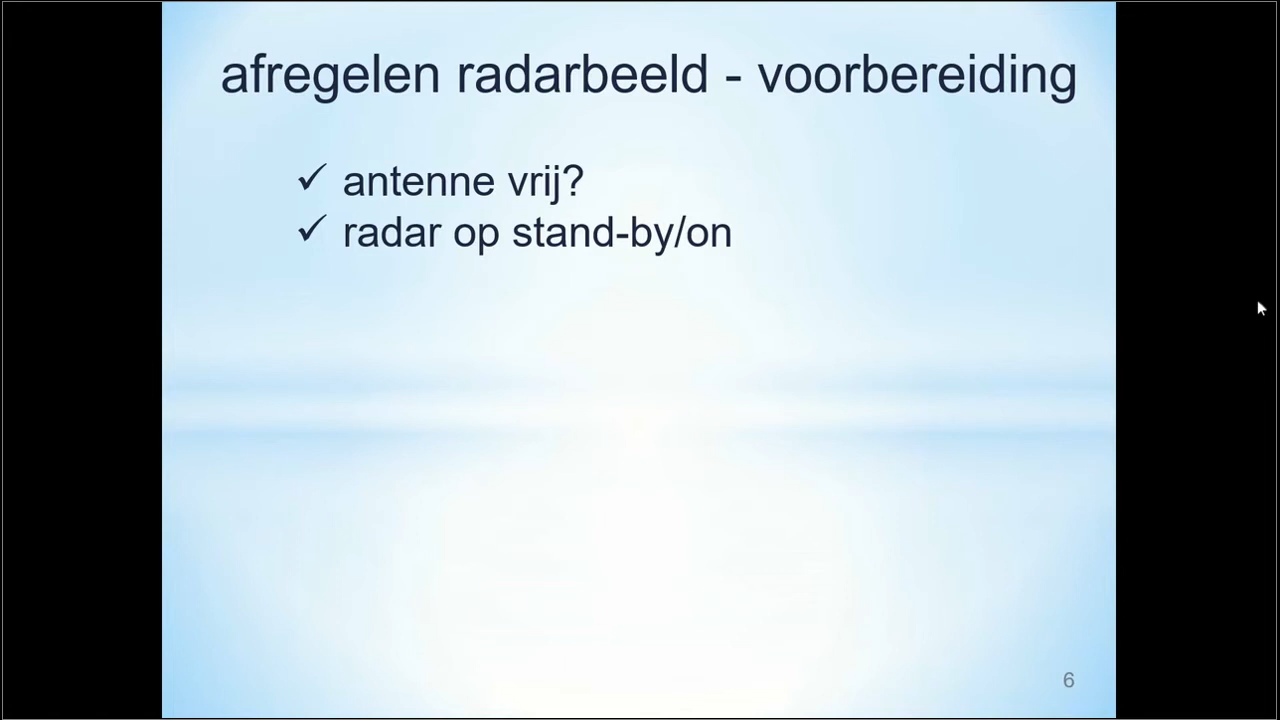 afregelen radarbeeld - voorbereiding
✓ antenne vrij?
✓ radar op stand-by/on
6